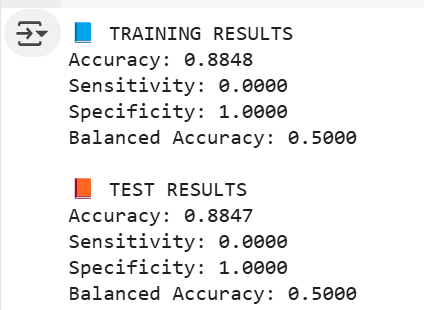 📘 TRAINING RESULTS
Accuracy: 0.8848
Sensitivity: 0.0000
Specificity: 1.0000
Balanced Accuracy: 0.5000
📕 TEST RESULTS
Accuracy: 0.8847
Sensitivity: 0.0000
Specificity: 1.0000
Balanced Accuracy: 0.5000